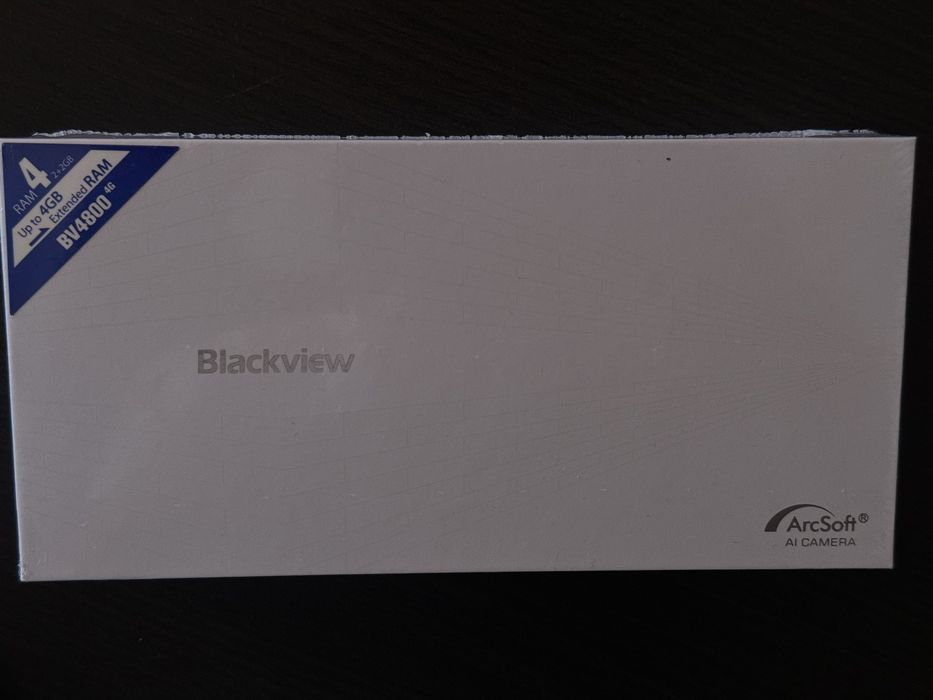 RAM 4 2+2GB
Up to 4GB
Extended RAM
BV4800 4G
Blackview
ArcSoft®
AI CAMERA